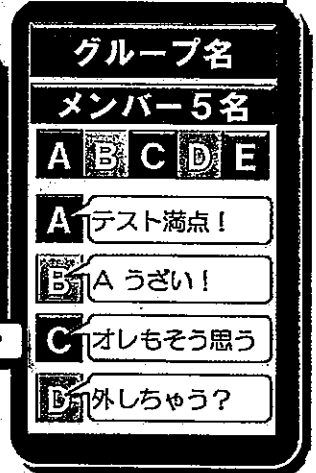 グループ名
メンバー5名
A B C D E
A テスト満点!
B A うざい!
C オレもそう思う
D 外しちゃう?